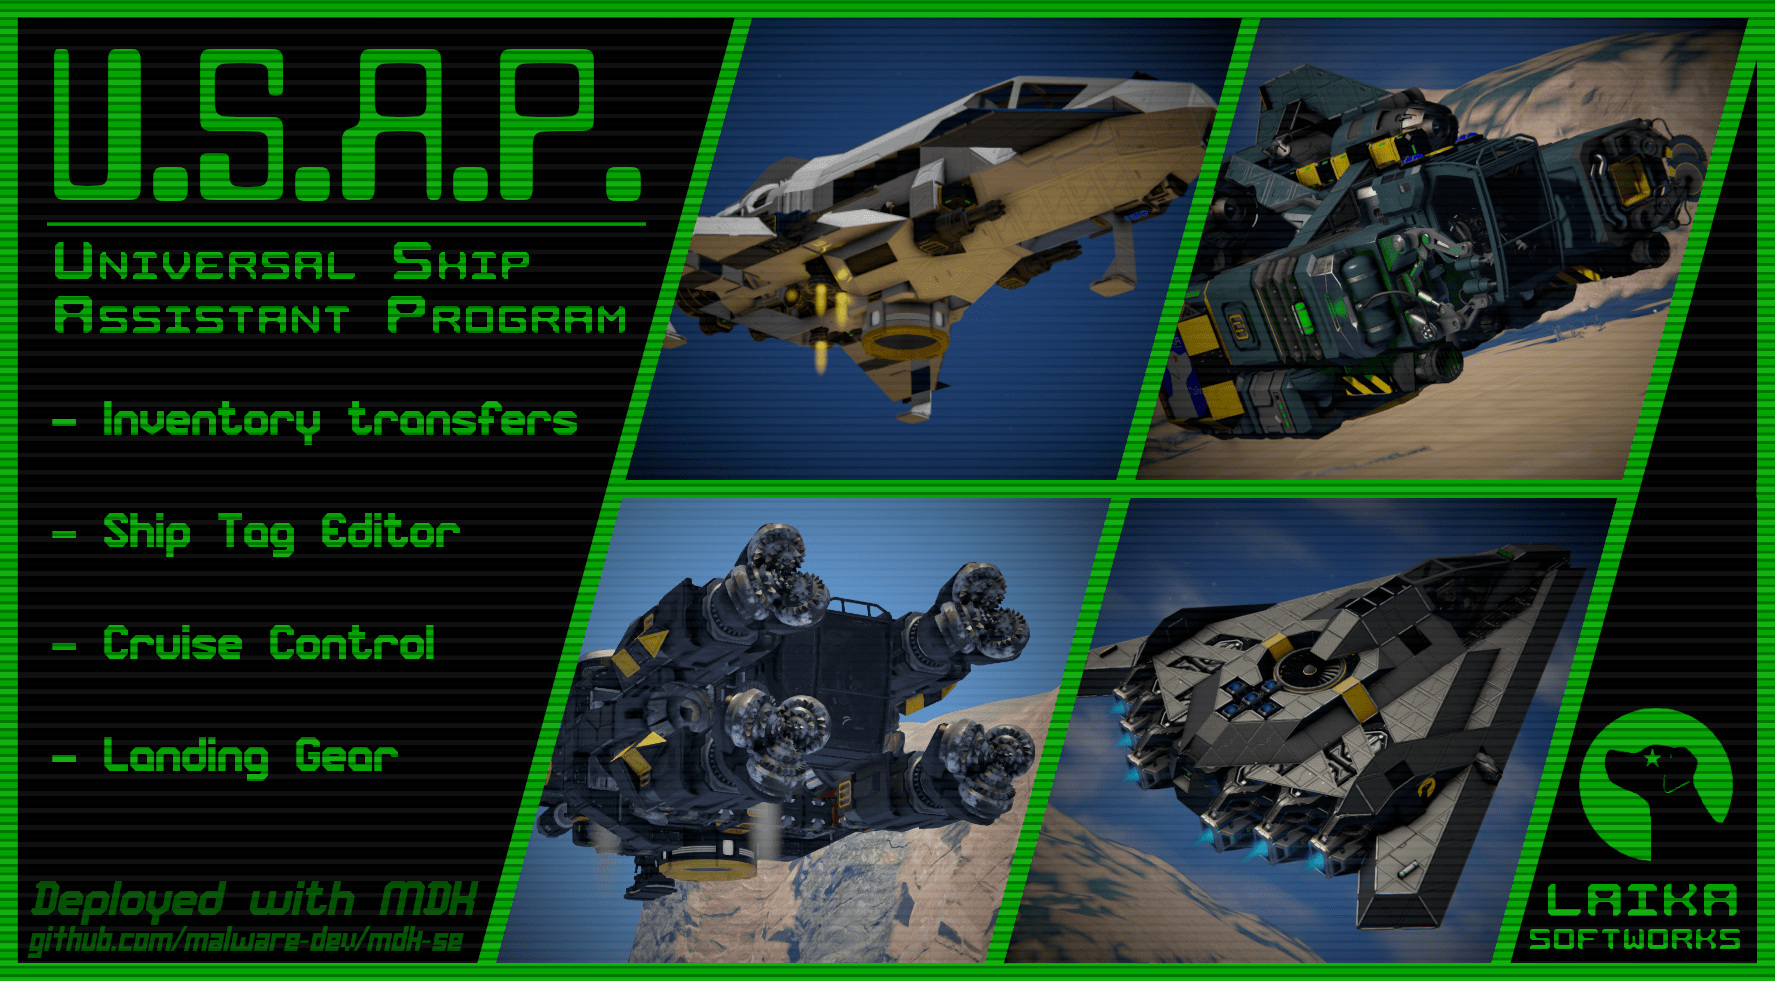 U.S.A.P.
Universal Ship
Assistant Program
- Inventory transfers
- Ship Tag Editor
- Cruise Control
- Landing Gear
Deployed with MDK
github.com/malware-dev/mdk-se
LAIKA
SOFTWORKS